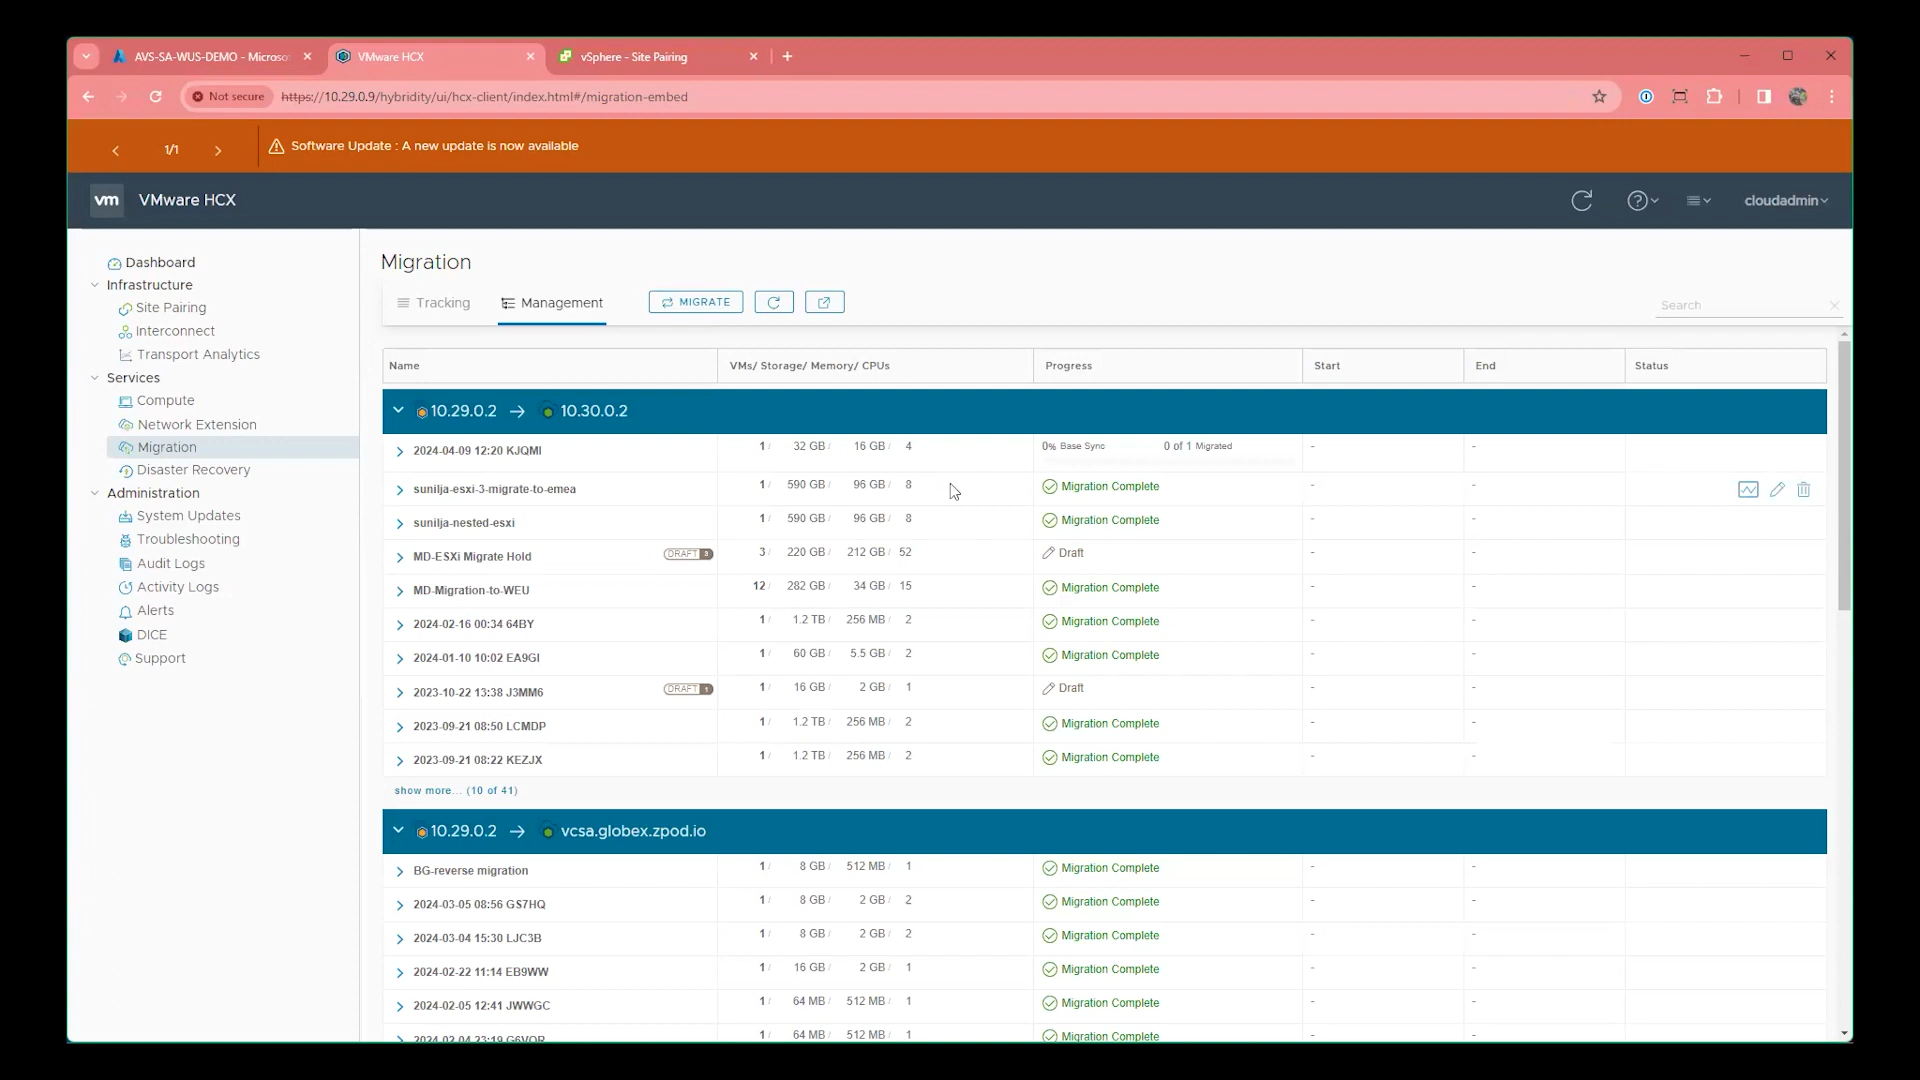 AVS-SA-WUS-DEMO - Microso
VMware HCX
vSphere - Site Pairing
Not secure
https://10.29.0.9/hybridity/ui/hcx-client/index.html#/migration-embed
1/1
Software Update : A new update is now available
vm
VMware HCX
cloudadmin
Dashboard
Infrastructure
Site Pairing
Interconnect
Transport Analytics
Services
Compute
Network Extension
Migration
Disaster Recovery
Administration
System Updates
Troubleshooting
Audit Logs
Activity Logs
Alerts
DICE
Support
Migration
Tracking
Management
MIGRATE
Search
Name VMs/ Storage/ Memory/ CPUs Progress Start End Status
10.29.0.2 → 10.30.0.2
2024-04-09 12:20 KJQMI 1/ 32 GB/ 16 GB/ 4 0% Base Sync 0 of 1 Migrated - -
sunilja-esxi-3-migrate-to-emea 1/ 590 GB/ 96 GB/ 8 Migration Complete - -
sunilja-nested-esxi 1/ 590 GB/ 96 GB/ 8 Migration Complete - -
MD-ESXi Migrate Hold DRAFT 3 3/ 220 GB/ 212 GB/ 52 Draft - -
MD-Migration-to-WEU 12/ 282 GB/ 34 GB/ 15 Migration Complete - -
2024-02-16 00:34 64BY 1/ 1.2 TB/ 256 MB/ 2 Migration Complete - -
2024-01-10 10:02 EA9GI 1/ 60 GB/ 5.5 GB/ 2 Migration Complete - -
2023-10-22 13:38 J3MM6 DRAFT 1 1/ 16 GB/ 2 GB/ 1 Draft - -
2023-09-21 08:50 LCMDP 1/ 1.2 TB/ 256 MB/ 2 Migration Complete - -
2023-09-21 08:22 KEZJX 1/ 1.2 TB/ 256 MB/ 2 Migration Complete - -
show more... (10 of 41)
10.29.0.2 → vcsa.globex.zpod.io
BG-reverse migration 1/ 8 GB/ 512 MB/ 1 Migration Complete - -
2024-03-05 08:56 GS7HQ 1/ 8 GB/ 2 GB/ 2 Migration Complete - -
2024-03-04 15:30 LJC3B 1/ 8 GB/ 2 GB/ 2 Migration Complete - -
2024-02-22 11:14 EB9WW 1/ 16 GB/ 2 GB/ 1 Migration Complete - -
2024-02-05 12:41 JWWGC 1/ 64 MB/ 512 MB/ 1 Migration Complete - -
2024-02-04 23:19 G6VOR 1/ 64 MB/ 512 MB/ 1 Migration Complete - -